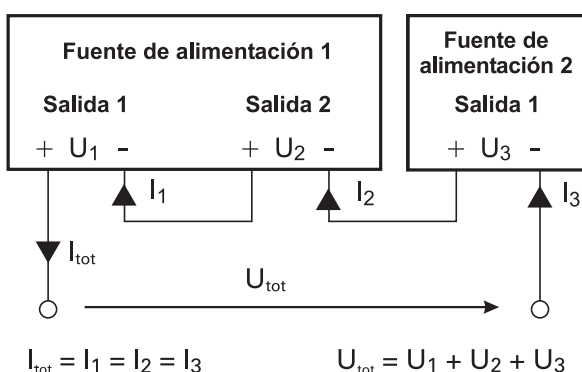 Fuente de alimentación 1
Salida 1 Salida 2
+ U1 - + U2 -
Fuente de
alimentación 2
Salida 1
+ U3 -
I1 I2 I3
Itot
Utot
Itot = I1 = I2 = I3
Utot = U1 + U2 + U3